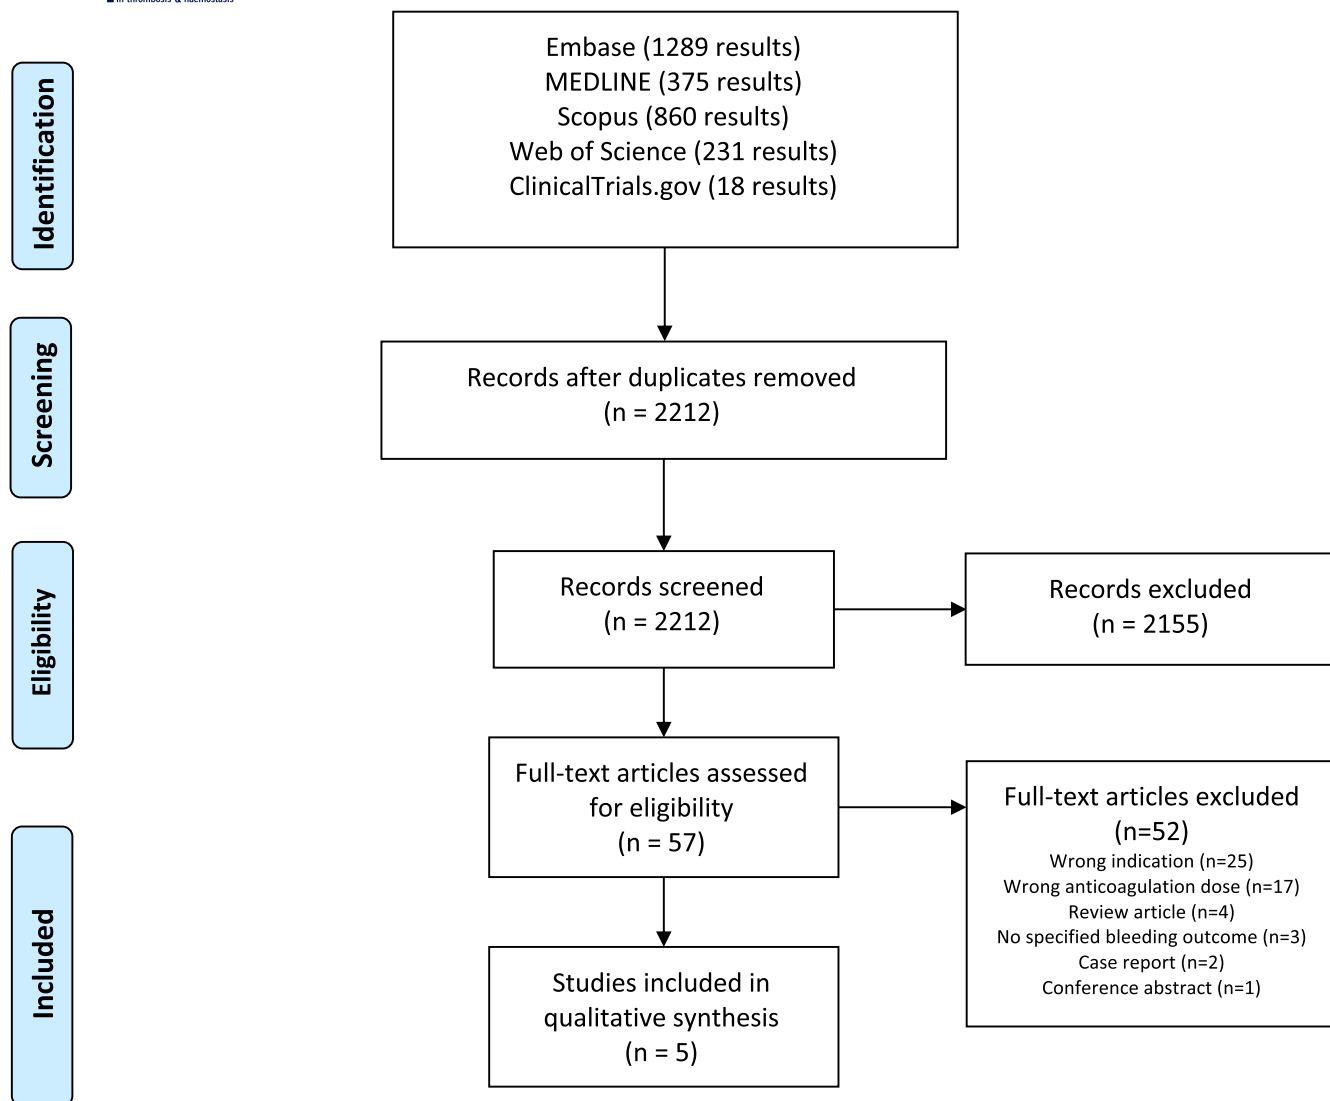 in thrombosis & haemostasis
Identification
Embase (1289 results)
MEDLINE (375 results)
Scopus (860 results)
Web of Science (231 results)
ClinicalTrials.gov (18 results)
Screening
Records after duplicates removed
(n = 2212)
Eligibility
Records screened
(n = 2212)
Records excluded
(n = 2155)
Full-text articles assessed
for eligibility
(n = 57)
Full-text articles excluded
(n=52)
Wrong indication (n=25)
Wrong anticoagulation dose (n=17)
Review article (n=4)
No specified bleeding outcome (n=3)
Case report (n=2)
Conference abstract (n=1)
Included
Studies included in
qualitative synthesis
(n = 5)